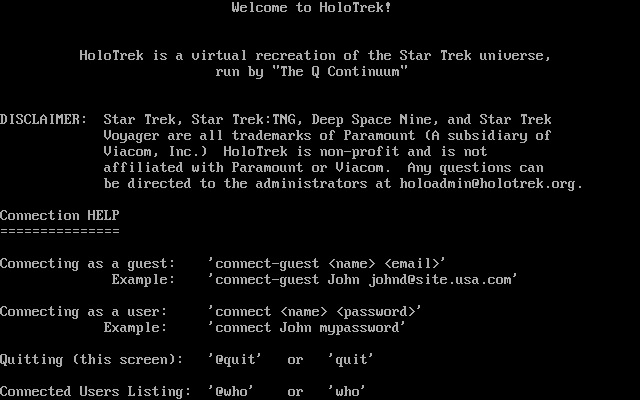 Welcome to HoloTrek!
HoloTrek is a virtual recreation of the Star Trek universe,
run by "The Q Continuum"
DISCLAIMER:  Star Trek, Star Trek:TNG, Deep Space Nine, and Star Trek
Voyager are all trademarks of Paramount (A subsidiary of
Viacom, Inc.)  HoloTrek is non-profit and is not
affiliated with Paramount or Viacom.  Any questions can
be directed to the administrators at holoadmin@holotrek.org.
Connection HELP
===============
Connecting as a guest:    'connect-guest <name> <email>'
Example:    'connect-guest John johnd@site.usa.com'
Connecting as a user:     'connect <name> <password>'
Example:    'connect John mypassword'
Quitting (this screen):   '@quit'   or   'quit'
Connected Users Listing:  '@who'    or   'who'